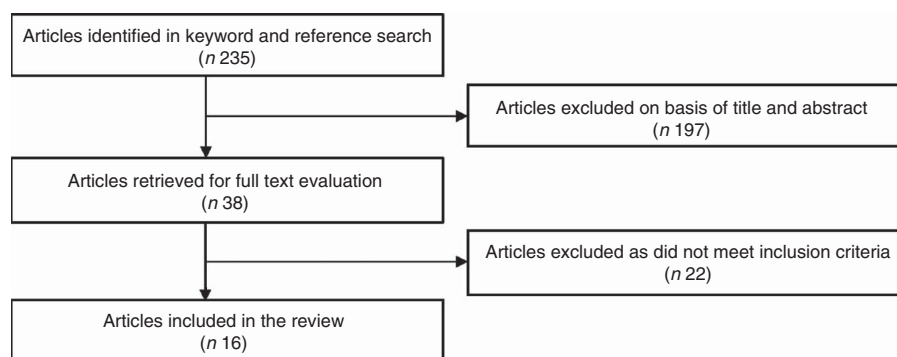 Articles identified in keyword and reference search
(n 235)
Articles excluded on basis of title and abstract
(n 197)
Articles retrieved for full text evaluation
(n 38)
Articles excluded as did not meet inclusion criteria
(n 22)
Articles included in the review
(n 16)